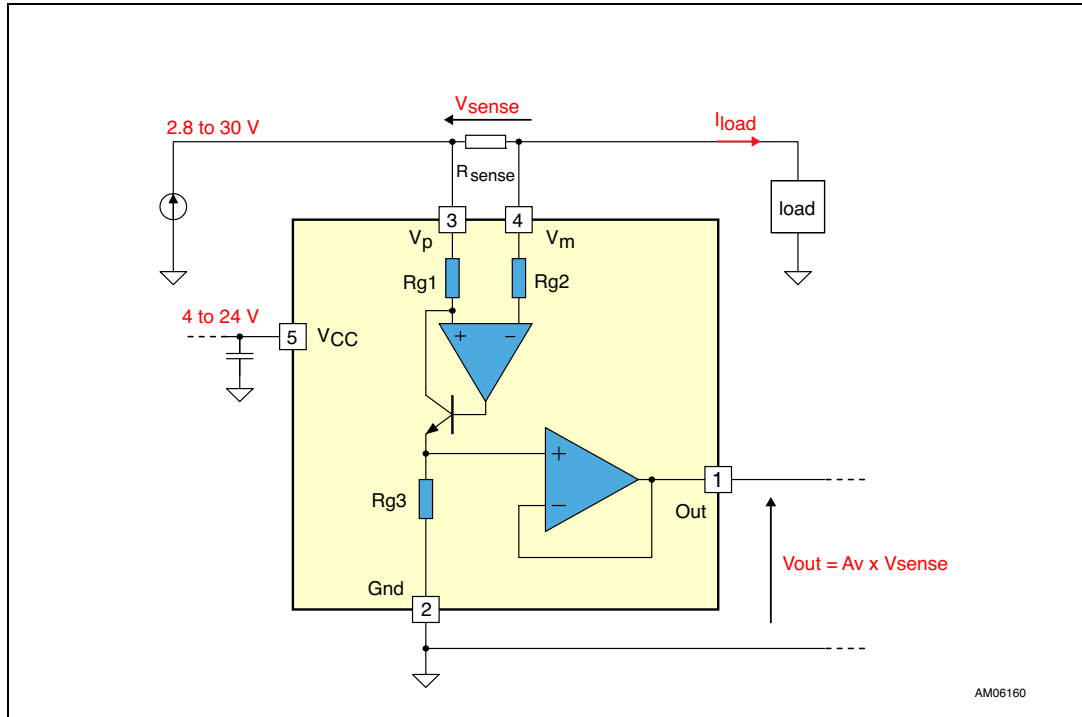 Vsense
Iload
2.8 to 30 V
Rsense
load
3
4
Vp
Vm
Rg1
Rg2
4 to 24 V
5
VCC
+
−
+
−
Rg3
1
Out
Vout = Av x Vsense
Gnd
2
AM06160